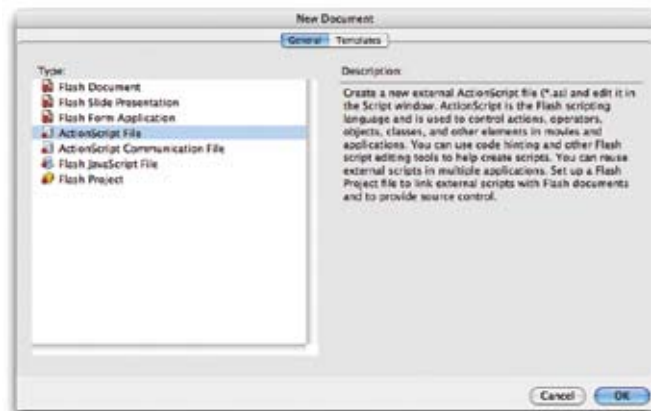 New Document
General Templates
Type:
Flash Document
Flash Slide Presentation
Flash Form Application
ActionScript File
ActionScript Communication File
Flash JavaScript File
Flash Project
Description:
Create a new external ActionScript file (*.as) and edit it in
the Script window. ActionScript is the Flash scripting
language and is used to control actions, operators,
objects, classes, and other elements in movies and
applications. You can use code hinting and other Flash
script editing tools to help create scripts. You can reuse
external scripts in multiple applications. Set up a Flash
Project file to link external scripts with Flash documents
and to provide source control.
Cancel OK